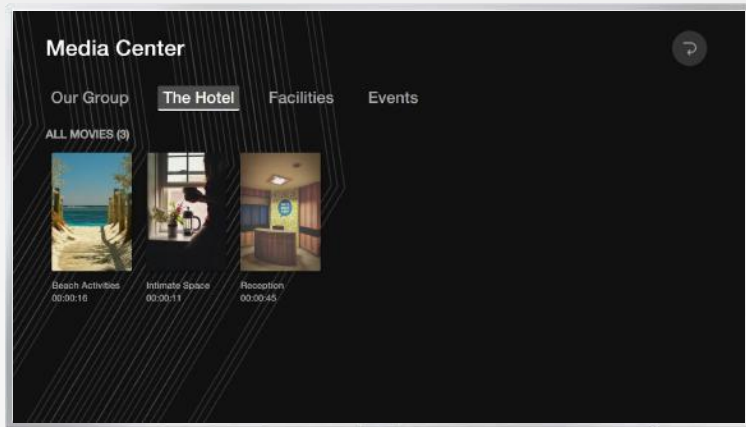 Media Center
Our Group The Hotel Facilities Events
ALL MOVIES (3)
Beach Activities Intimate Space Reception
00:00:16 00:00:11 00:00:45